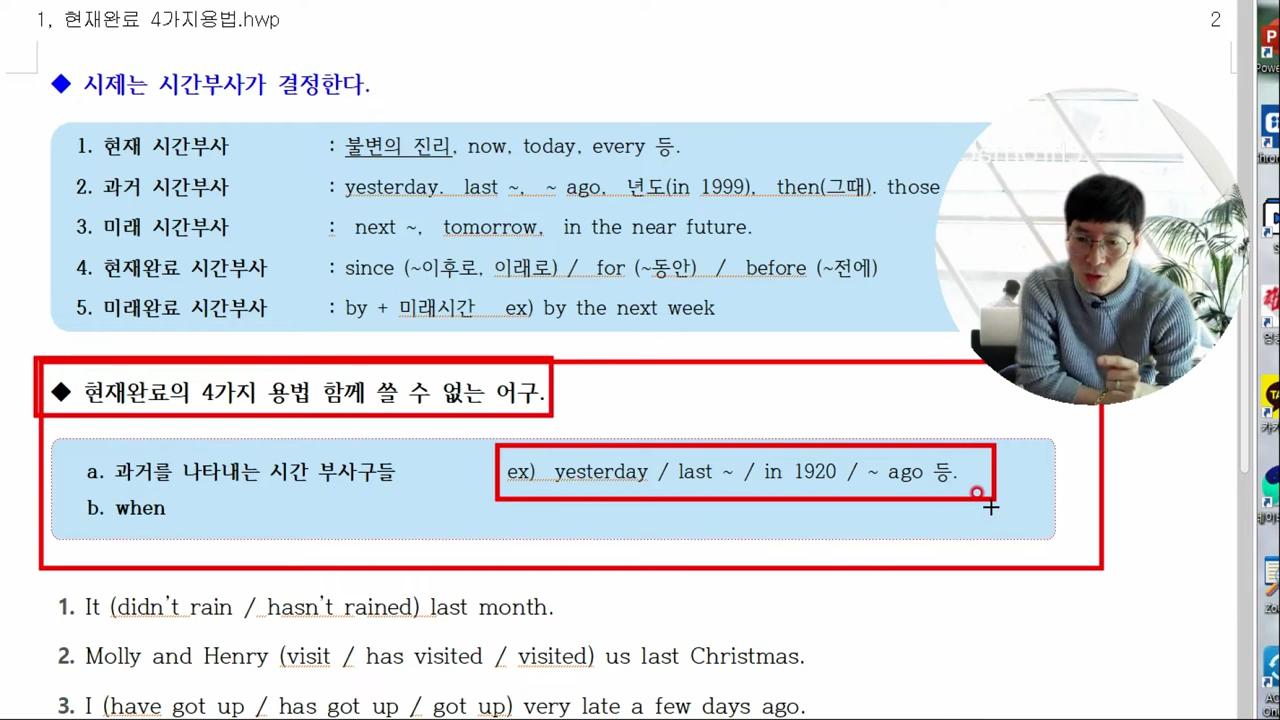 1, 현재완료 4가지용법.hwp
2
◆ 시제는 시간부사가 결정한다.
1. 현재 시간부사 : 불변의 진리, now, today, every 등.
2. 과거 시간부사 : yesterday. last ~, ~ ago, 년도(in 1999), then(그때). those
3. 미래 시간부사 : next ~, tomorrow, in the near future.
4. 현재완료 시간부사 : since (~이후로, 이래로) / for (~동안) / before (~전에)
5. 미래완료 시간부사 : by + 미래시간 ex) by the next week
◆ 현재완료의 4가지 용법 함께 쓸 수 없는 어구.
a. 과거를 나타내는 시간 부사구들 ex) yesterday / last ~ / in 1920 / ~ ago 등.
b. when
1. It (didn't rain / hasn't rained) last month.
2. Molly and Henry (visit / has visited / visited) us last Christmas.
3. I (have got up / has got up / got up) very late a few days ago.